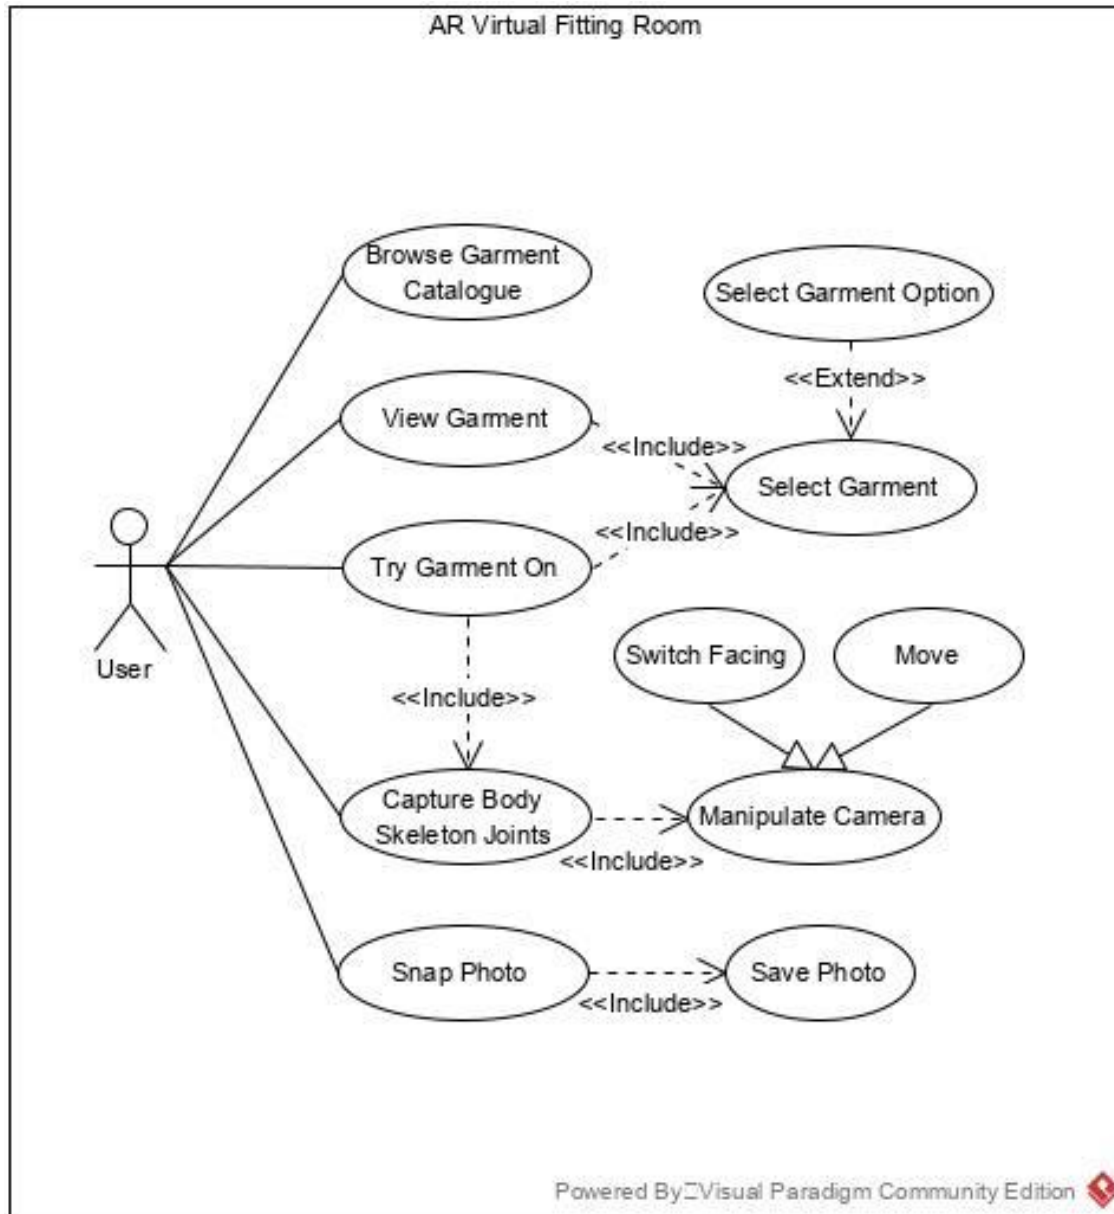 AR Virtual Fitting Room
Browse Garment
Catalogue
Select Garment Option
<<Extend>>
View Garment
<<Include>>
Select Garment
<<Include>>
Try Garment On
User
Switch Facing
Move
<<Include>>
Capture Body
Skeleton Joints
Manipulate Camera
<<Include>>
Snap Photo
Save Photo
<<Include>>
Powered By□Visual Paradigm Community Edition